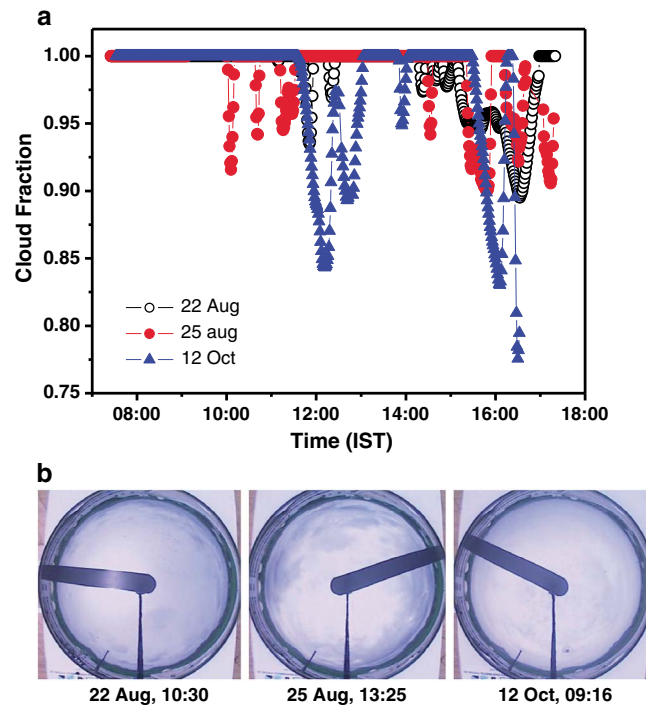 a
1.00
0.95
0.90
0.85
0.80
0.75
Cloud Fraction
22 Aug
25 aug
12 Oct
08:00 10:00 12:00 14:00 16:00 18:00
Time (IST)
b
22 Aug, 10:30 25 Aug, 13:25 12 Oct, 09:16